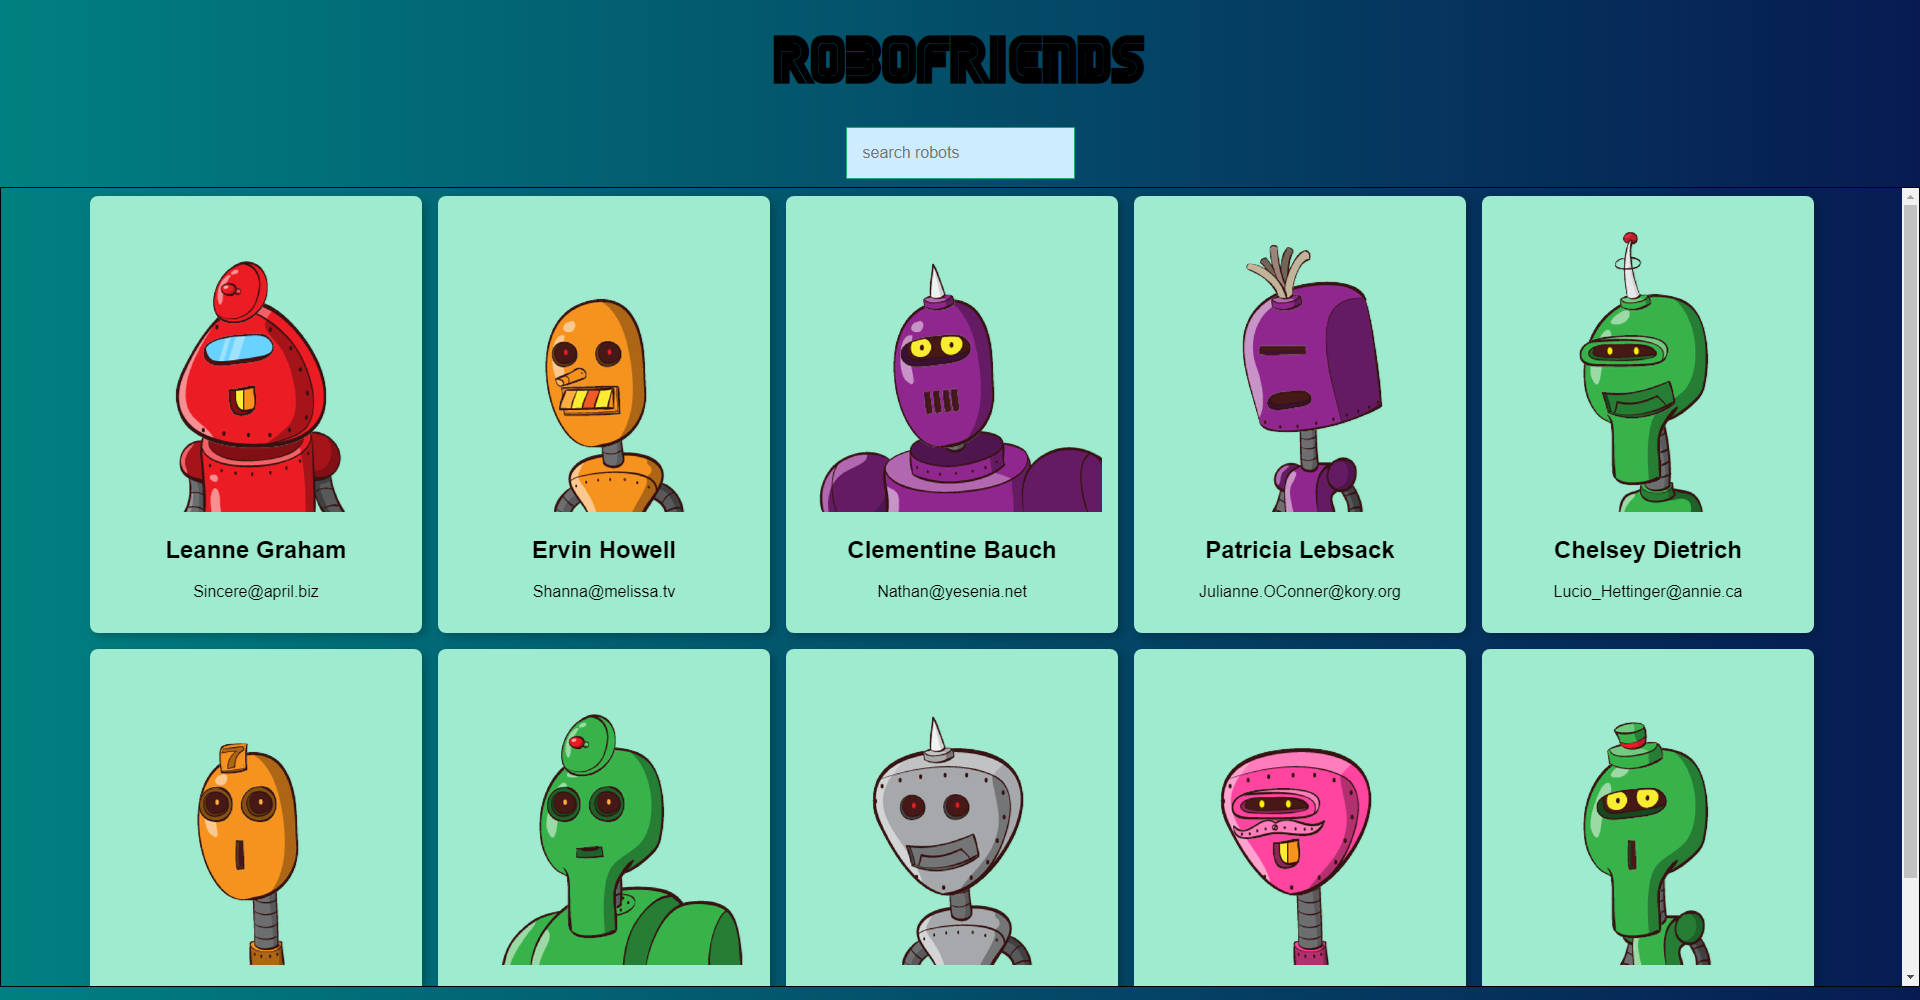 ROBOFRIENDS
search robots
Leanne Graham
Sincere@april.biz
Ervin Howell
Shanna@melissa.tv
Clementine Bauch
Nathan@yesenia.net
Patricia Lebsack
Julianne.OConner@kory.org
Chelsey Dietrich
Lucio_Hettinger@annie.ca
7